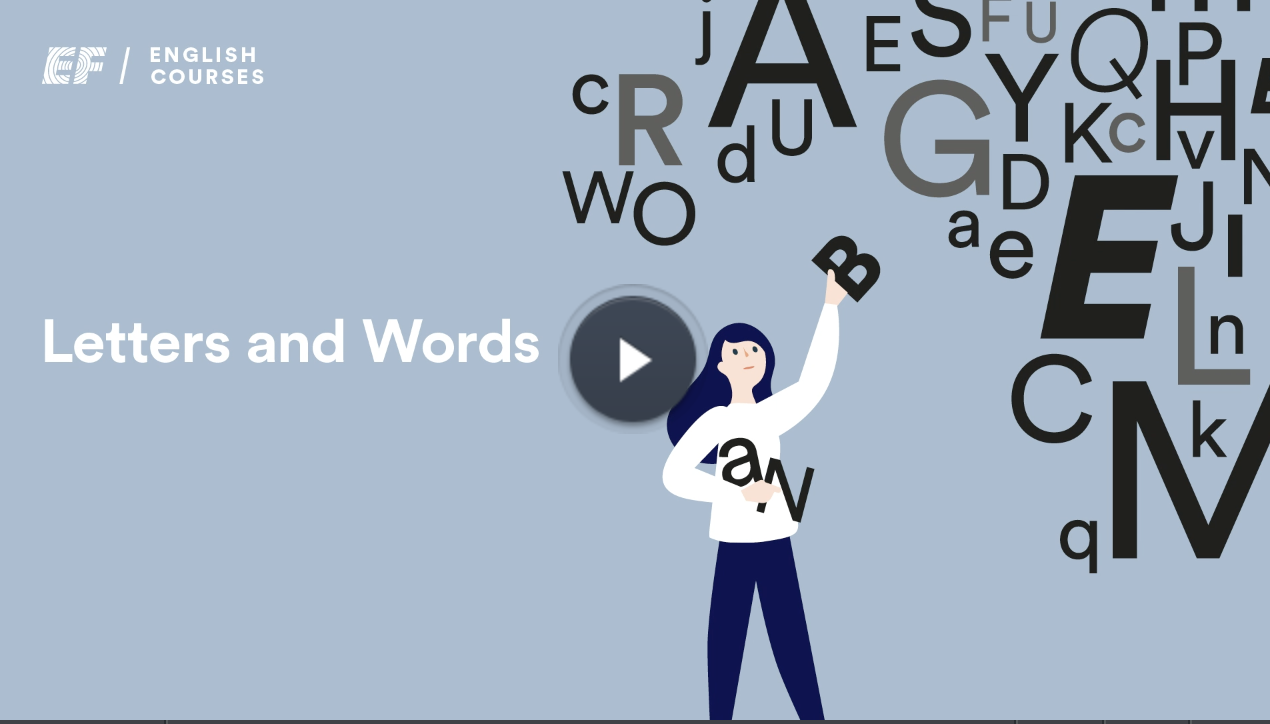 EF / ENGLISH
COURSES
j A E S F U Q P
c R d U G Y K c H v N
W O a e D E J I
B
Letters and Words
L n
C M k
a N
q